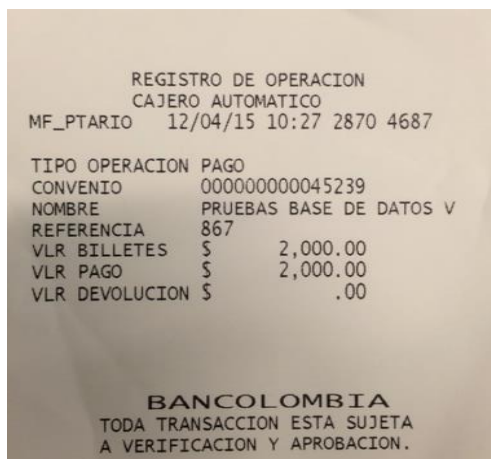 REGISTRO DE OPERACION
CAJERO AUTOMATICO
MF_PTARIO 12/04/15 10:27 2870 4687
TIPO OPERACION PAGO
CONVENIO 000000000045239
NOMBRE PRUEBAS BASE DE DATOS V
REFERENCIA 867
VLR BILLETES $ 2,000.00
VLR PAGO $ 2,000.00
VLR DEVOLUCION $ .00
BANCOLOMBIA
TODA TRANSACCION ESTA SUJETA
A VERIFICACION Y APROBACION.